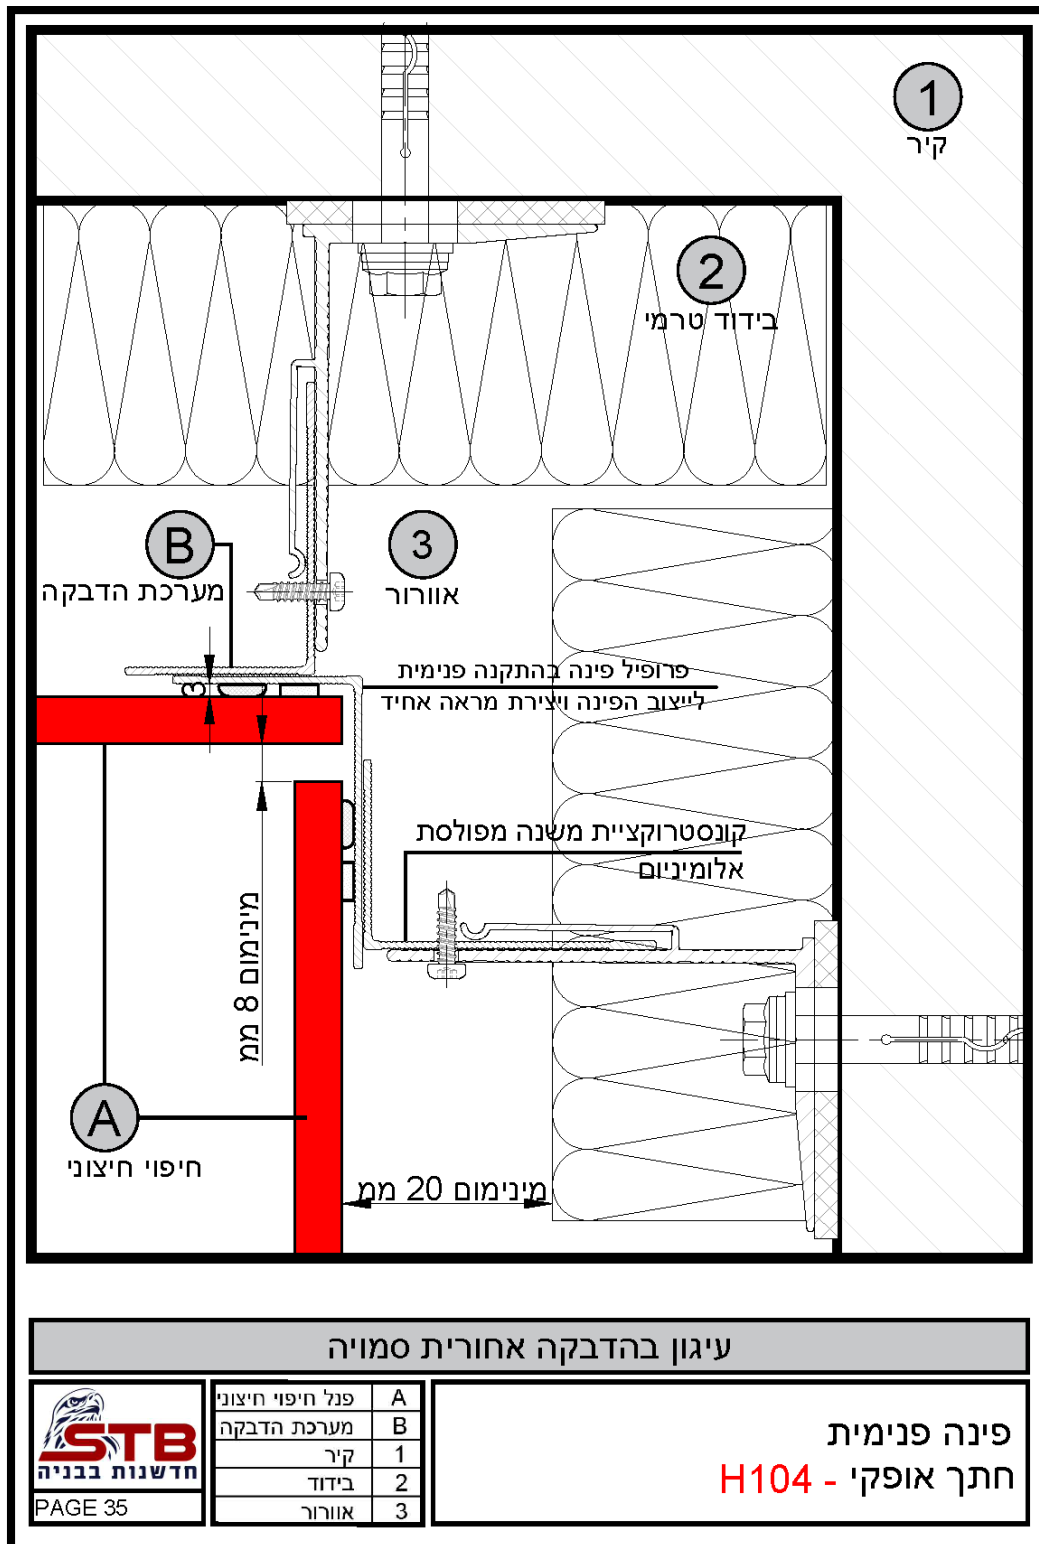 1
קיר
2
בידוד טרמי
B
מערכת הדבקה
3
אוורור
פרופיל פינה בהתקנה פנימית
לייצוב הפינה ויצירת מראה אחיד
3
קונסטרוקציית משנה מפולסת
אלומיניום
מינימום 8 ממ
A
חיפוי חיצוני
מינימום 20 ממ
עיגון בהדבקה אחורית סמויה
STB
חדשנות בבניה
PAGE 35
A פנל חיפוי חיצוני
B מערכת הדבקה
1 קיר
2 בידוד
3 אוורור
פינה פנימית
חתך אופקי - H104